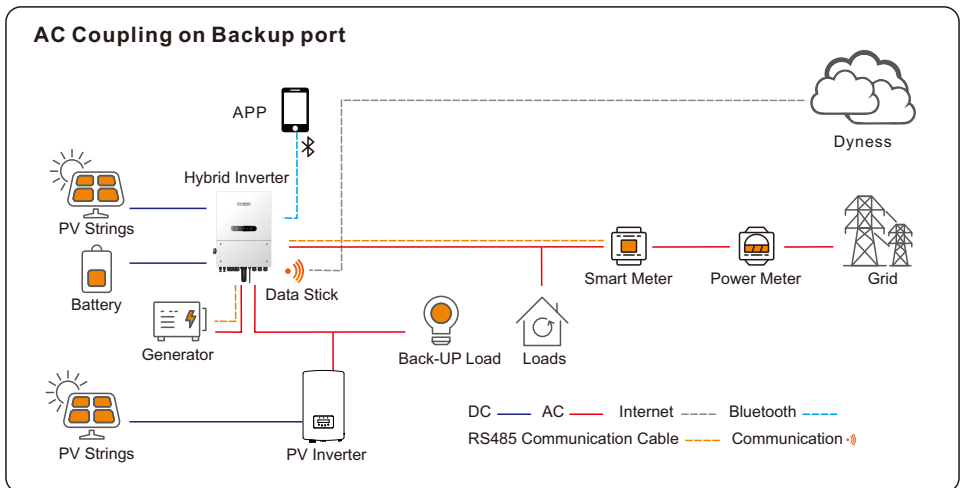 AC Coupling on Backup port
APP
Dyness
Hybrid Inverter
PV Strings
Smart Meter
Power Meter
Grid
Data Stick
Battery
Generator
Back-UP Load
Loads
DC AC Internet Bluetooth
RS485 Communication Cable Communication
PV Strings
PV Inverter